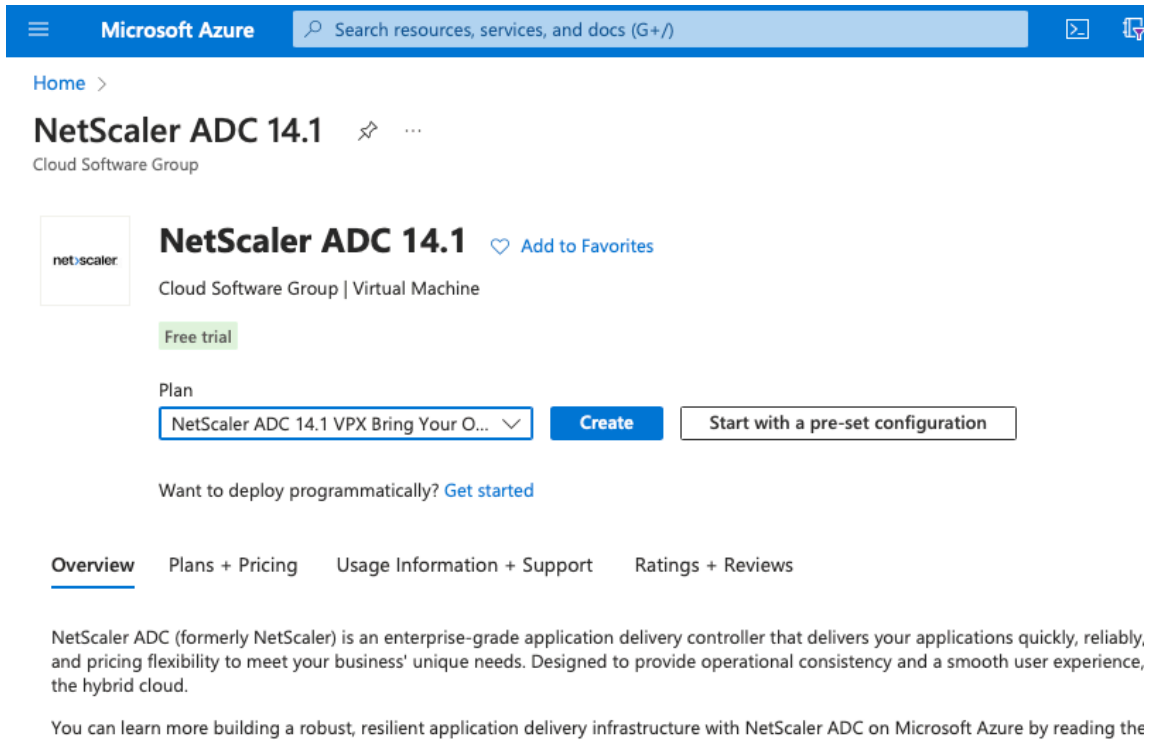 Microsoft Azure
Search resources, services, and docs (G+/)
Home >
NetScaler ADC 14.1
...
Cloud Software Group
net>scaler.
NetScaler ADC 14.1
Add to Favorites
Cloud Software Group | Virtual Machine
Free trial
Plan
NetScaler ADC 14.1 VPX Bring Your O...
Create
Start with a pre-set configuration
Want to deploy programmatically? Get started
Overview
Plans + Pricing
Usage Information + Support
Ratings + Reviews
NetScaler ADC (formerly NetScaler) is an enterprise-grade application delivery controller that delivers your applications quickly, reliably,
and pricing flexibility to meet your business' unique needs. Designed to provide operational consistency and a smooth user experience,
the hybrid cloud.
You can learn more building a robust, resilient application delivery infrastructure with NetScaler ADC on Microsoft Azure by reading the